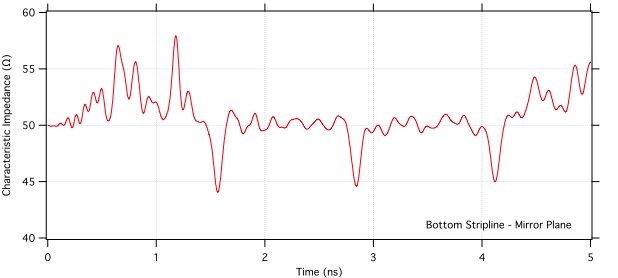 60
55
50
45
40
Characteristic Impedance (Ω)
Bottom Stripline - Mirror Plane
0 1 2 3 4 5
Time (ns)